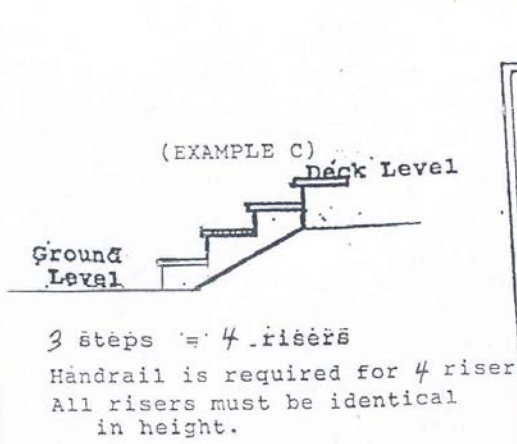 (EXAMPLE C)
Deck Level
Ground
Level
3 steps = 4 risers
Handrail is required for 4 riser
All risers must be identical
in height.